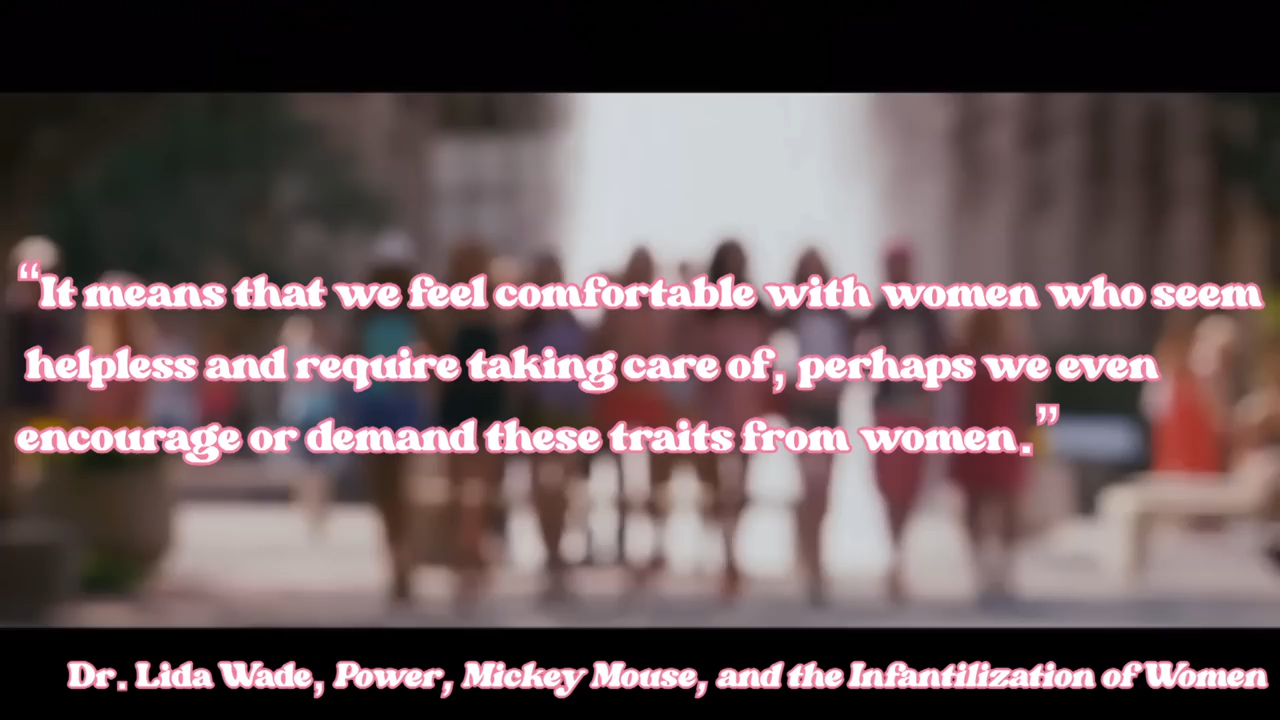 “It means that we feel comfortable with women who seem
helpless and require taking care of, perhaps we even
encourage or demand these traits from women.”
Dr. Lida Wade, Power, Mickey Mouse, and the Infantilization of Women